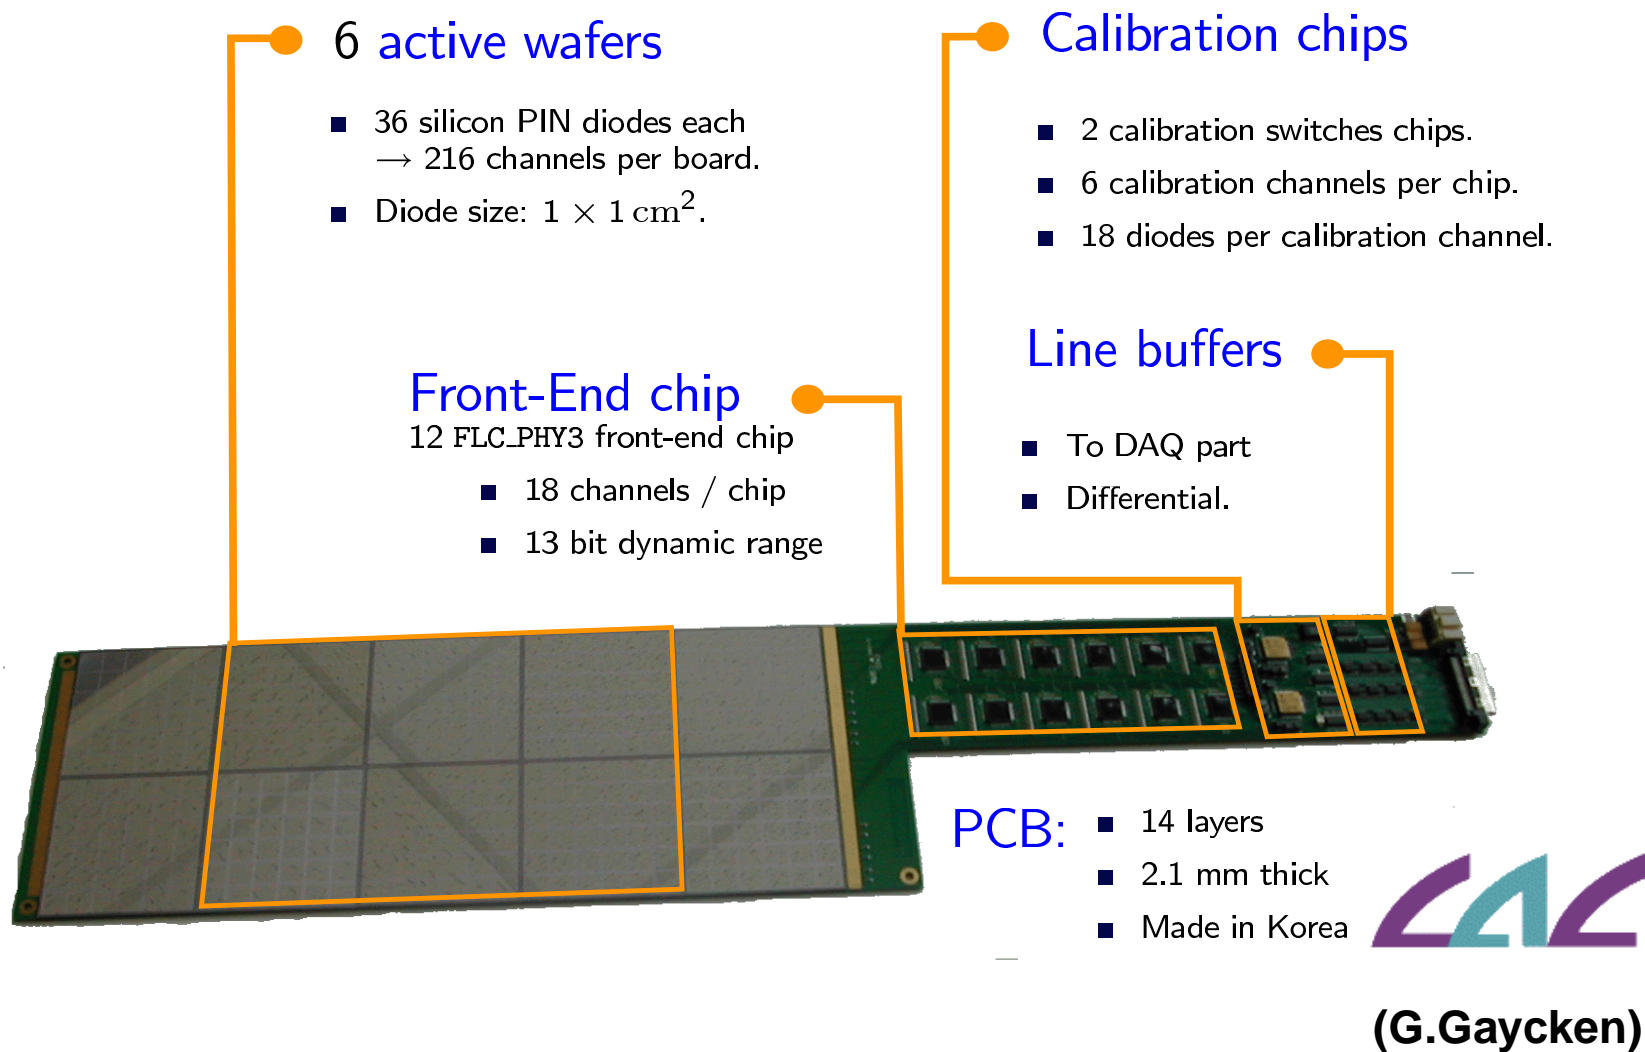 6 active wafers
■ 36 silicon PIN diodes each
→ 216 channels per board.
■ Diode size: 1 × 1 cm².
Calibration chips
■ 2 calibration switches chips.
■ 6 calibration channels per chip.
■ 18 diodes per calibration channel.
Line buffers
■ To DAQ part
■ Differential.
Front-End chip
12 FLC_PHY3 front-end chip
■ 18 channels / chip
■ 13 bit dynamic range
PCB:
■ 14 layers
■ 2.1 mm thick
■ Made in Korea
(G.Gaycken)